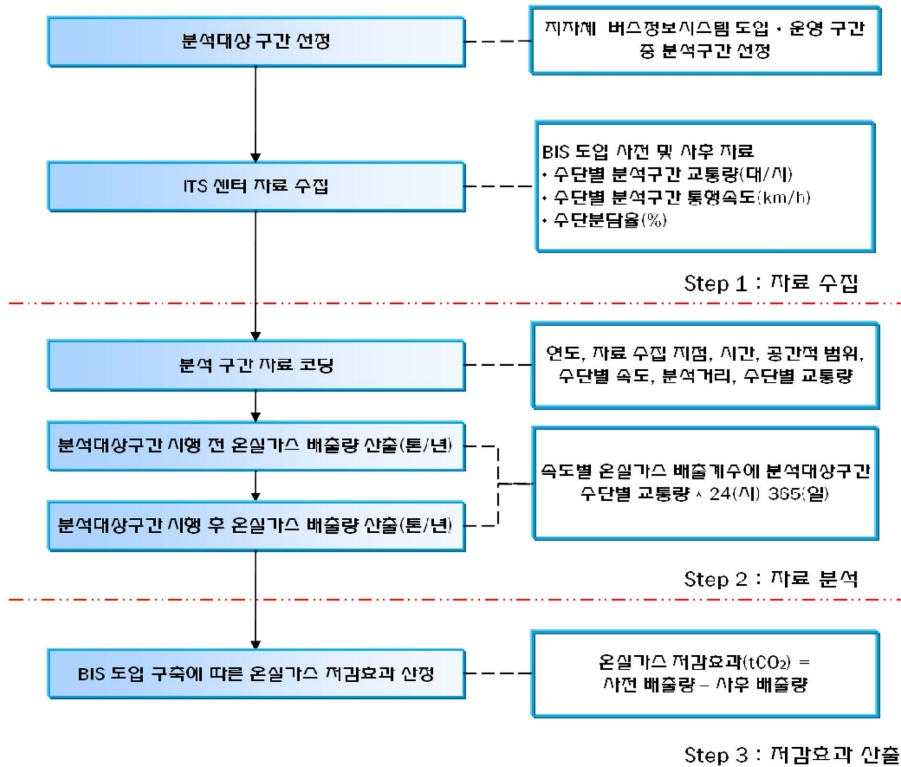 분석대상 구간 선정
지자체 버스정보시스템 도입·운영 구간
중 분석구간 선정
ITS 센터 자료 수집
BIS 도입 사전 및 사후 자료
• 수단별 분석구간 교통량(대/시)
• 수단별 분석구간 통행속도(km/h)
• 수단분담율(%)
Step 1 : 자료 수집
분석 구간 자료 코딩
연도, 자료 수집 지점, 시간, 공간적 범위,
수단별 속도, 분석거리, 수단별 교통량
분석대상구간 시행 전 온실가스 배출량 산출(톤/년)
분석대상구간 시행 후 온실가스 배출량 산출(톤/년)
속도별 온실가스 배출계수에 분석대상구간
수단별 교통량 * 24(시) 365(일)
Step 2 : 자료 분석
BIS 도입 구축에 따른 온실가스 저감효과 산정
온실가스 저감효과(tCO₂) =
사전 배출량 – 사후 배출량
Step 3 : 저감효과 산출